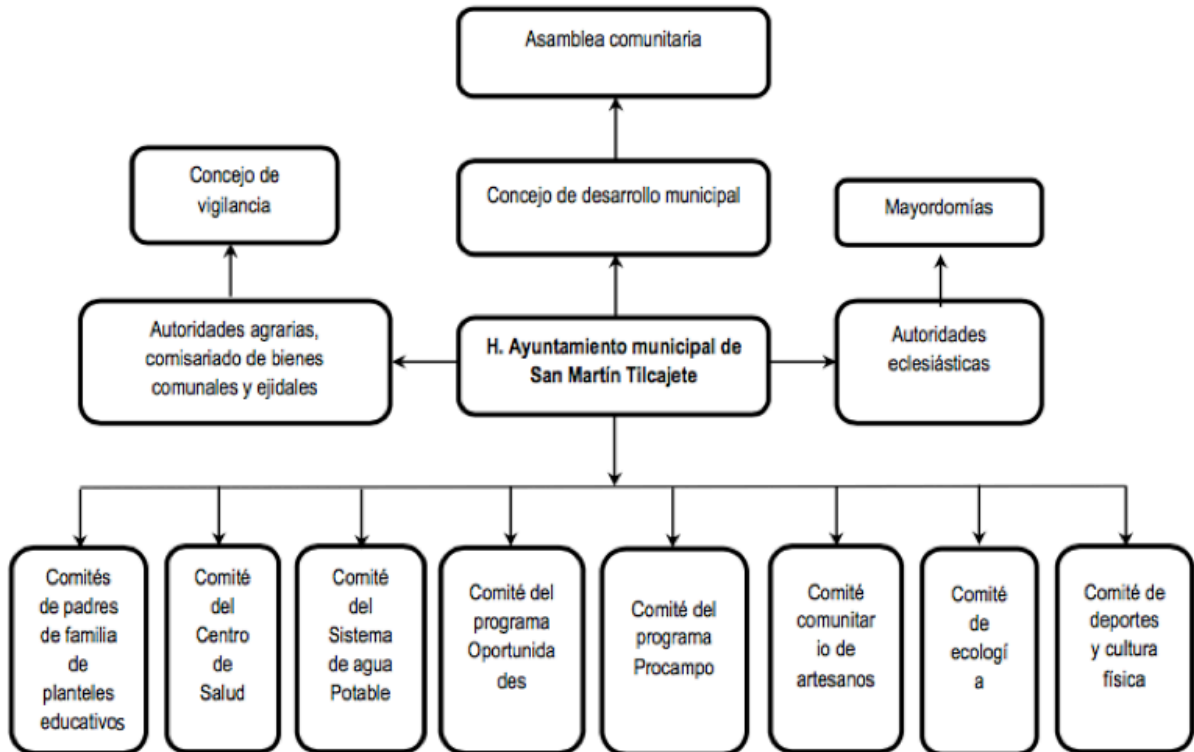 Asamblea comunitaria
Concejo de
vigilancia
Concejo de desarrollo municipal
Mayordomías
Autoridades agrarias,
comisariado de bienes
comunales y ejidales
H. Ayuntamiento municipal de
San Martín Tilcajete
Autoridades
eclesiásticas
Comités
de padres
de familia
de
planteles
educativos
Comité
del
Centro
de
Salud
Comité
del
Sistema
de agua
Potable
Comité del
programa
Oportunida
des
Comité del
programa
Procampo
Comité
comunitar
io de
artesanos
Comité
de
ecologí
a
Comité de
deportes
y cultura
física